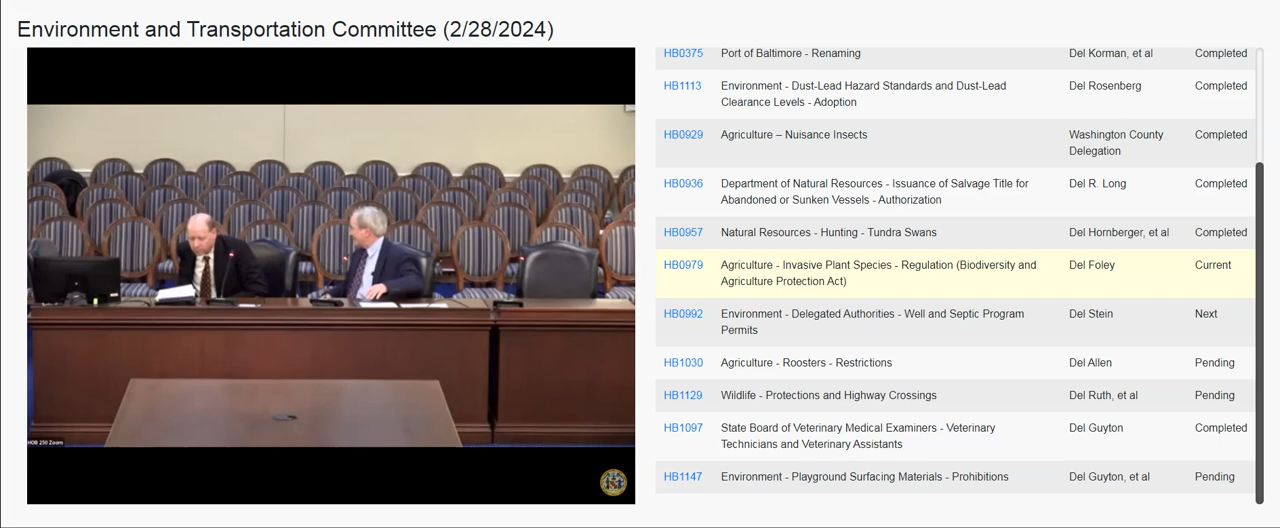 Environment and Transportation Committee (2/28/2024)
HB0375 Port of Baltimore - Renaming Del Korman, et al Completed
HB1113 Environment - Dust-Lead Hazard Standards and Dust-Lead Del Rosenberg Completed
Clearance Levels - Adoption
HB0929 Agriculture – Nuisance Insects Washington County Completed
Delegation
HB0936 Department of Natural Resources - Issuance of Salvage Title for Del R. Long Completed
Abandoned or Sunken Vessels - Authorization
HB0957 Natural Resources - Hunting - Tundra Swans Del Hornberger, et al Completed
HB0979 Agriculture - Invasive Plant Species - Regulation (Biodiversity and Del Foley Current
Agriculture Protection Act)
HB0992 Environment - Delegated Authorities - Well and Septic Program Del Stein Next
Permits
HB1030 Agriculture - Roosters - Restrictions Del Allen Pending
HB1129 Wildlife - Protections and Highway Crossings Del Ruth, et al Pending
HB1097 State Board of Veterinary Medical Examiners - Veterinary Del Guyton Completed
Technicians and Veterinary Assistants
HB1147 Environment - Playground Surfacing Materials - Prohibitions Del Guyton, et al Pending
HOB 250 Zoom